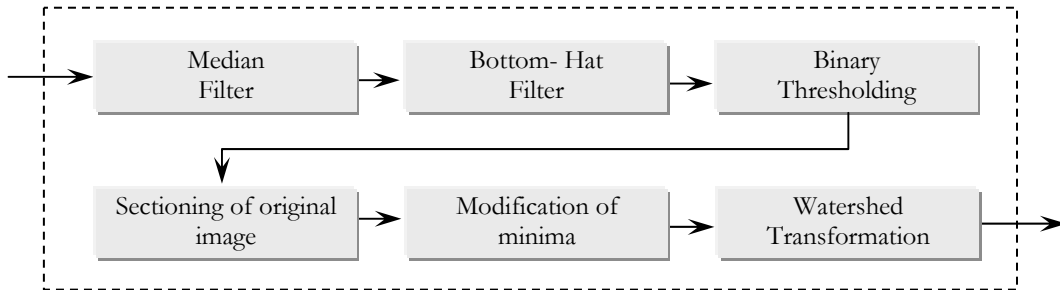 Median
Filter
Bottom- Hat
Filter
Binary
Thresholding
Sectioning of original
image
Modification of
minima
Watershed
Transformation